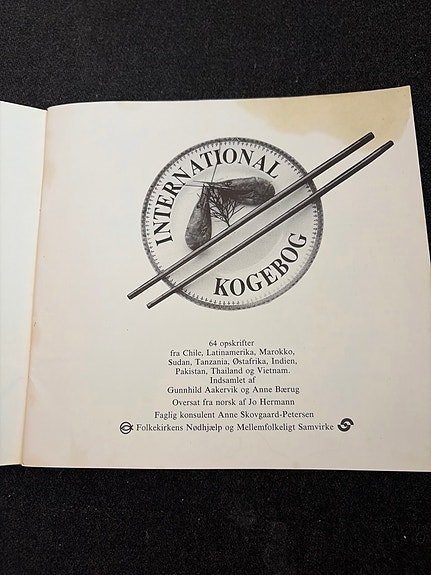 INTERNATIONAL
KOGEBOG
64 opskrifter
fra Chile, Latinamerika, Marokko,
Sudan, Tanzania, Østafrika, Indien,
Pakistan, Thailand og Vietnam.
Indsamlet af
Gunnhild Aakervik og Anne Bærug
Oversat fra norsk af Jo Hermann
Faglig konsulent Anne Skovgaard-Petersen
Folkekirkens Nødhjælp og Mellemfolkeligt Samvirke